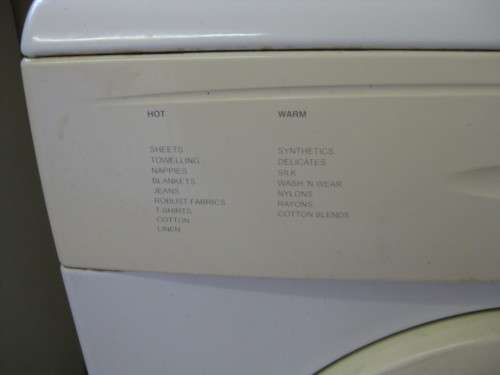 HOT
SHEETS
TOWELLING
NAPPIES
BLANKETS
JEANS
ROBUST FABRICS
T-SHIRTS
COTTON
LINEN
WARM
SYNTHETICS
DELICATES
SILK
WASH 'N WEAR
NYLONS
RAYONS
COTTON BLENDS